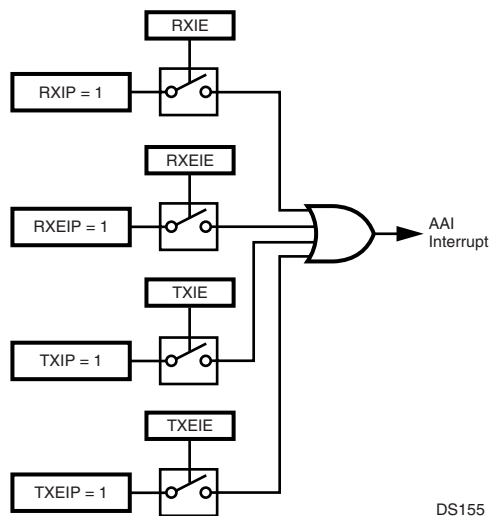 RXIE
RXIP = 1
RXEIE
RXEIP = 1
AAI
Interrupt
TXIE
TXIP = 1
TXEIE
TXEIP = 1
DS155